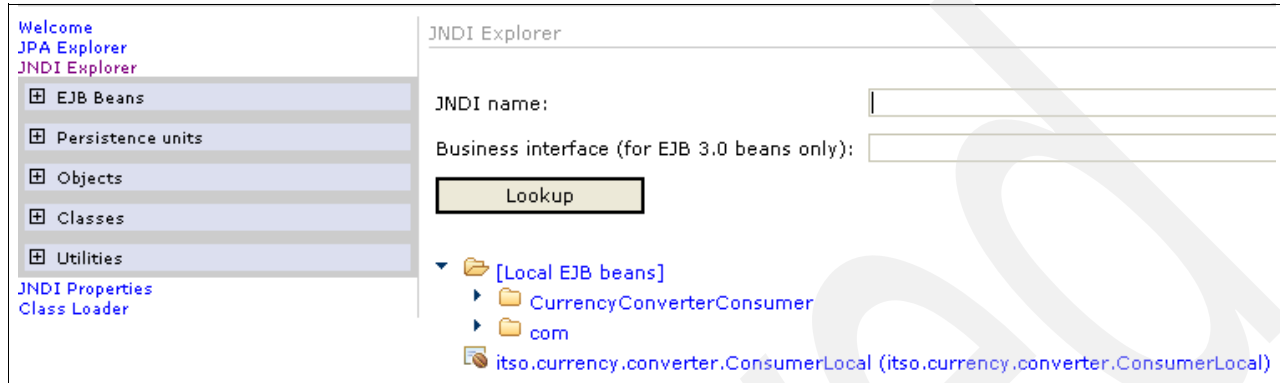 Welcome
JPA Explorer
JNDI Explorer
EJB Beans
Persistence units
Objects
Classes
Utilities
JNDI Properties
Class Loader
JNDI Explorer
JNDI name:
Business interface (for EJB 3.0 beans only):
Lookup
[Local EJB beans]
CurrencyConverterConsumer
com
itso.currency.converter.ConsumerLocal (itso.currency.converter.ConsumerLocal)